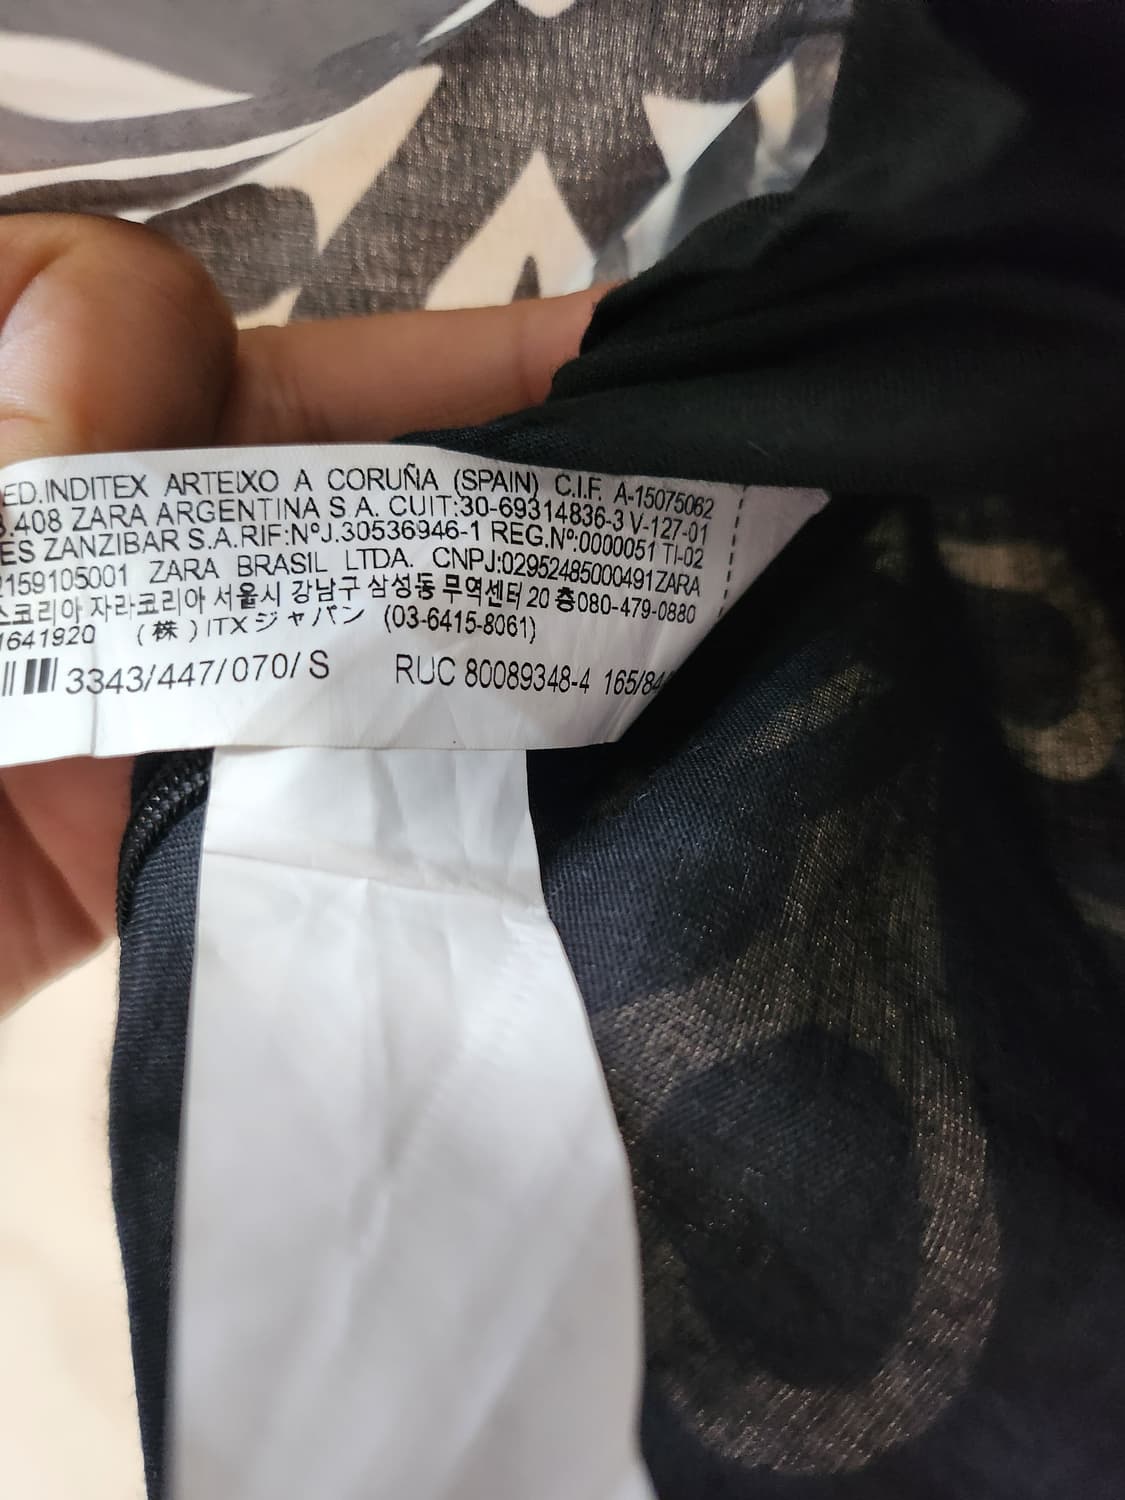 ED.INDITEX ARTEIXO A CORUÑA (SPAIN) C.I.F. A-15075062
.408 ZARA ARGENTINA S A. CUIT:30-69314836-3 V-127-01
ES ZANZIBAR S.A.RIF:NºJ.30536946-1 REG.Nº:0000051 TI-02
2159105001 ZARA BRASIL LTDA. CNPJ:02952485000491 ZARA
스코리아 자라코리아 서울시 강남구 삼성동 무역센터 20 층080-479-0880
1641920 (株) ITXジャパン (03-6415-8061)
3343/447/070/ S RUC 80089348-4 165/84